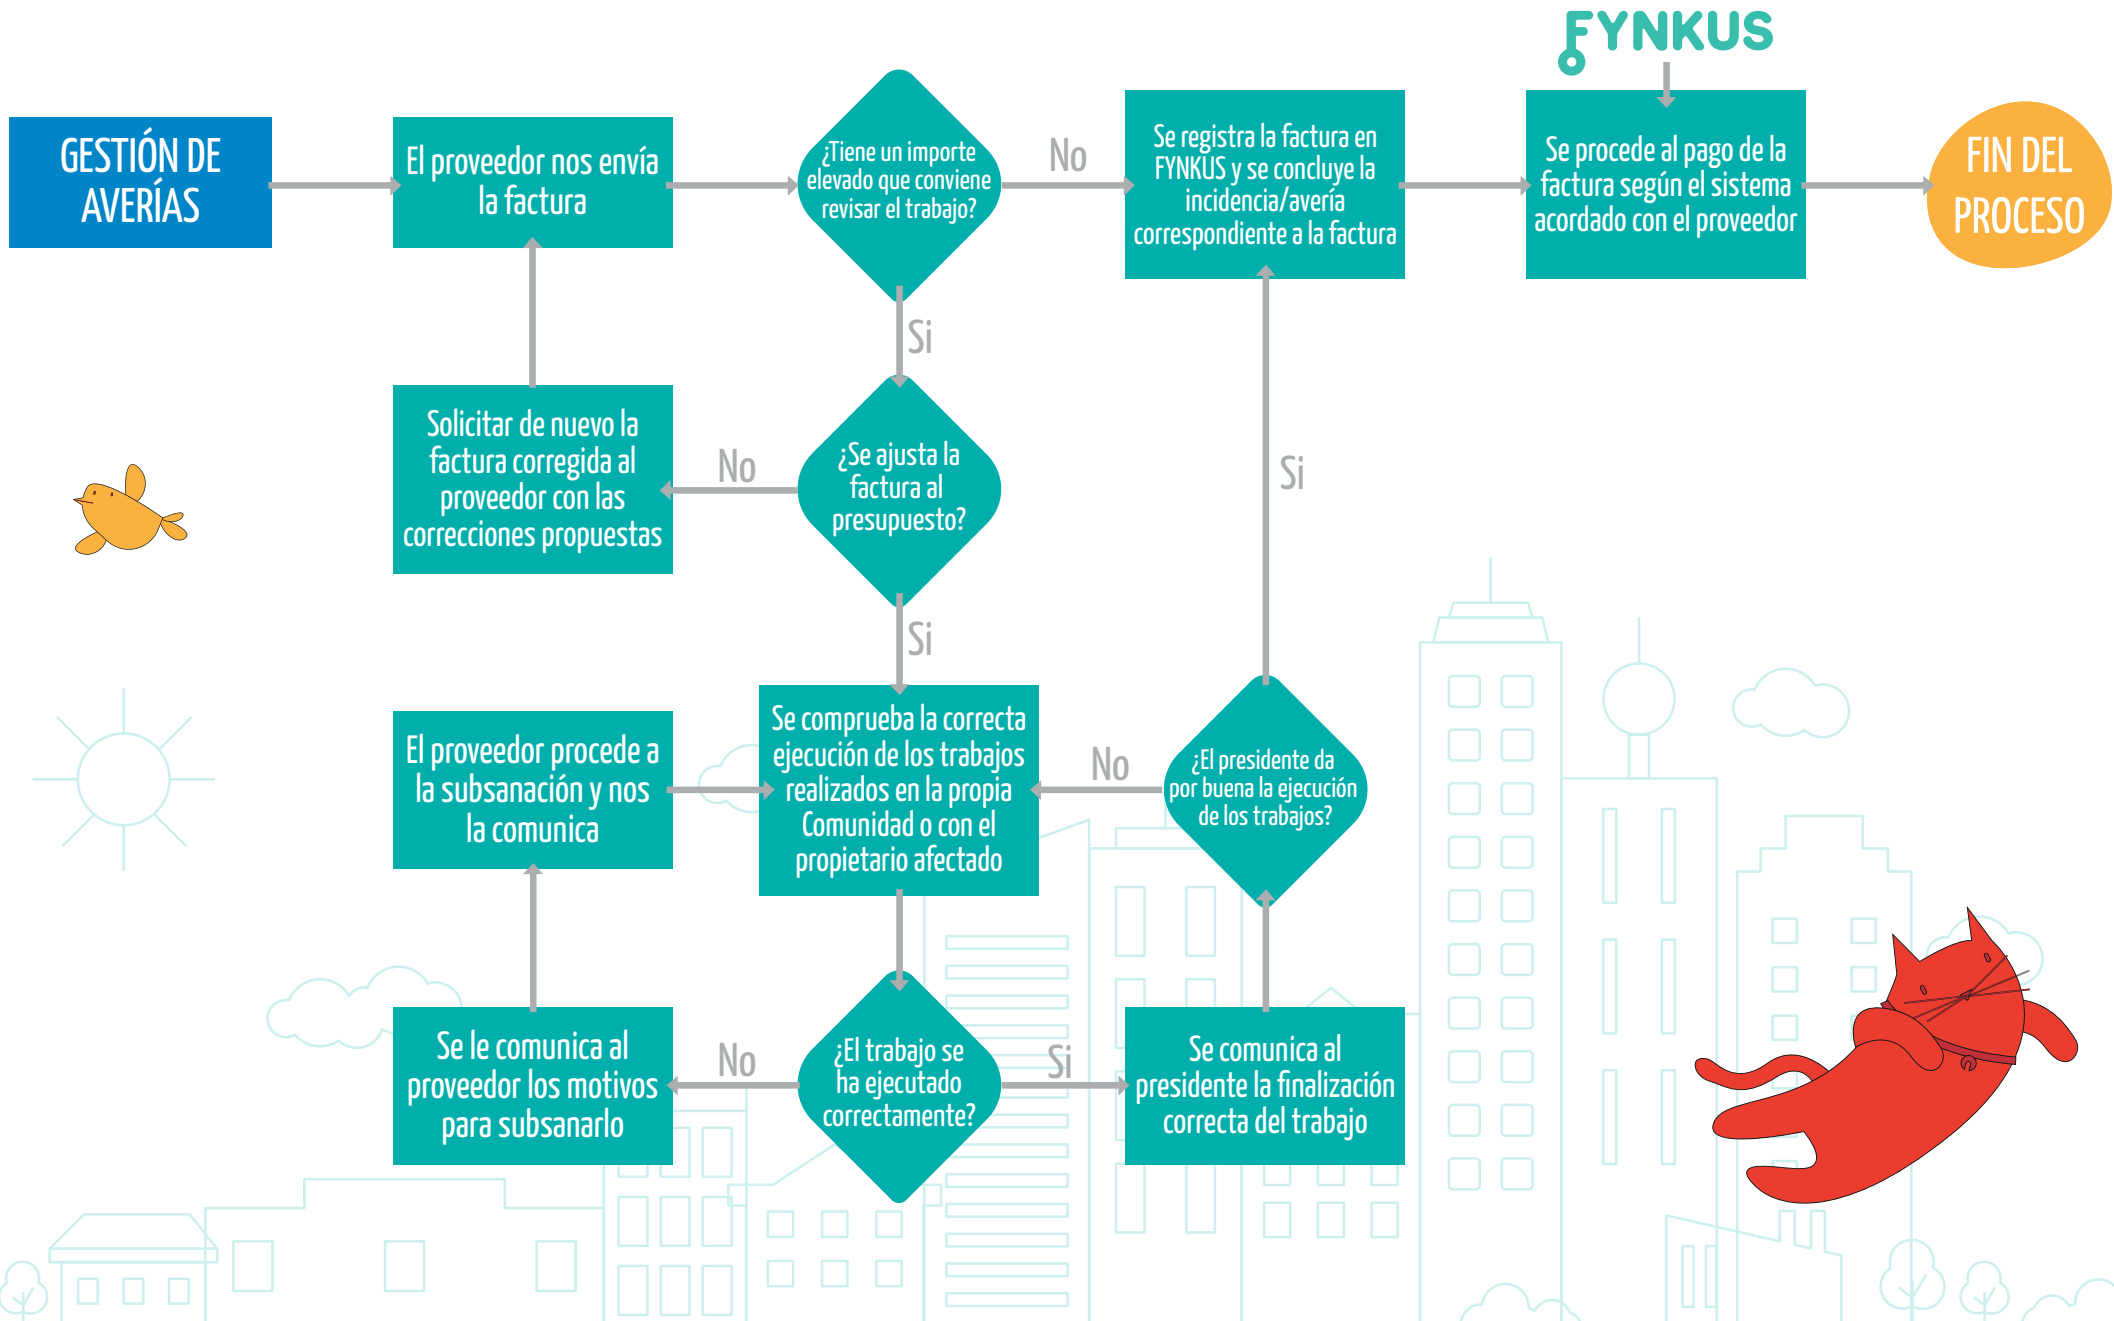 FYNKUS
GESTIÓN DE
AVERÍAS
El proveedor nos envía
la factura
¿Tiene un importe
elevado que conviene
revisar el trabajo?
No
Se registra la factura en
FYNKUS y se concluye la
incidencia/avería
correspondiente a la factura
Se procede al pago de la
factura según el sistema
acordado con el proveedor
FIN DEL
PROCESO
Si
Solicitar de nuevo la
factura corregida al
proveedor con las
correcciones propuestas
No
¿Se ajusta la
factura al
presupuesto?
Si
Si
El proveedor procede a
la subsanación y nos
la comunica
Se comprueba la correcta
ejecución de los trabajos
realizados en la propia
Comunidad o con el
propietario afectado
No
¿El presidente da
por buena la ejecución
de los trabajos?
Se le comunica al
proveedor los motivos
para subsanarlo
No
¿El trabajo se
ha ejecutado
correctamente?
Si
Se comunica al
presidente la finalización
correcta del trabajo